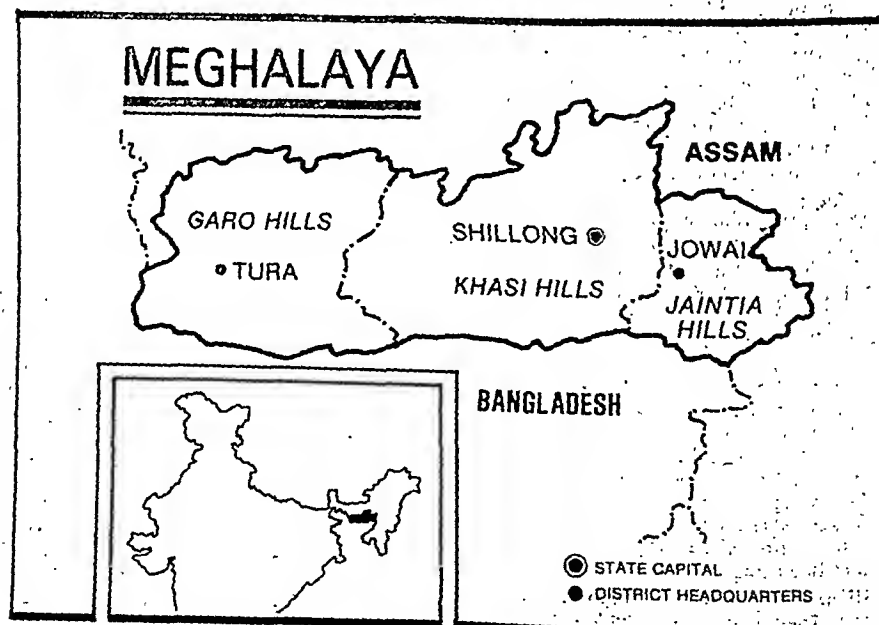 MEGHALAYA
ASSAM
GARO HILLS
SHILLONG
JOWAI
TURA
KHASI HILLS
JAINTIA
HILLS
BANGLADESH
STATE CAPITAL
DISTRICT HEADQUARTERS